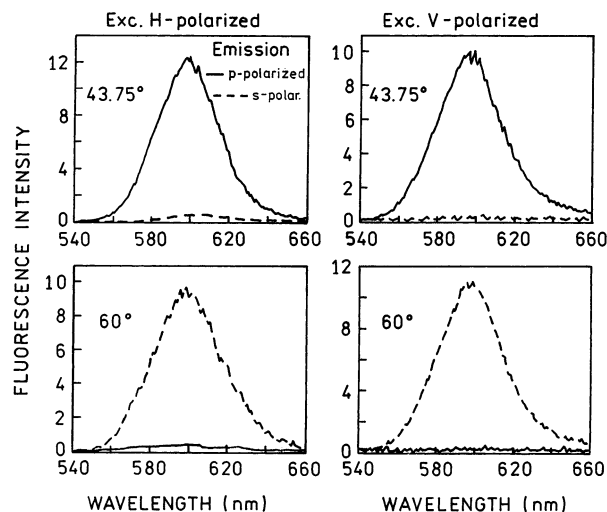 Exc. H-polarized
Exc. V-polarized
FLUORESCENCE INTENSITY
12
8
4
0
43.75°
Emission
p-polarized
s-polar.
540 580 620 660
10
8
6
4
2
0
43.75°
540 580 620 660
10
8
6
4
2
0
60°
540 580 620 660
12
8
4
0
60°
540 580 620 660
WAVELENGTH (nm)
WAVELENGTH (nm)